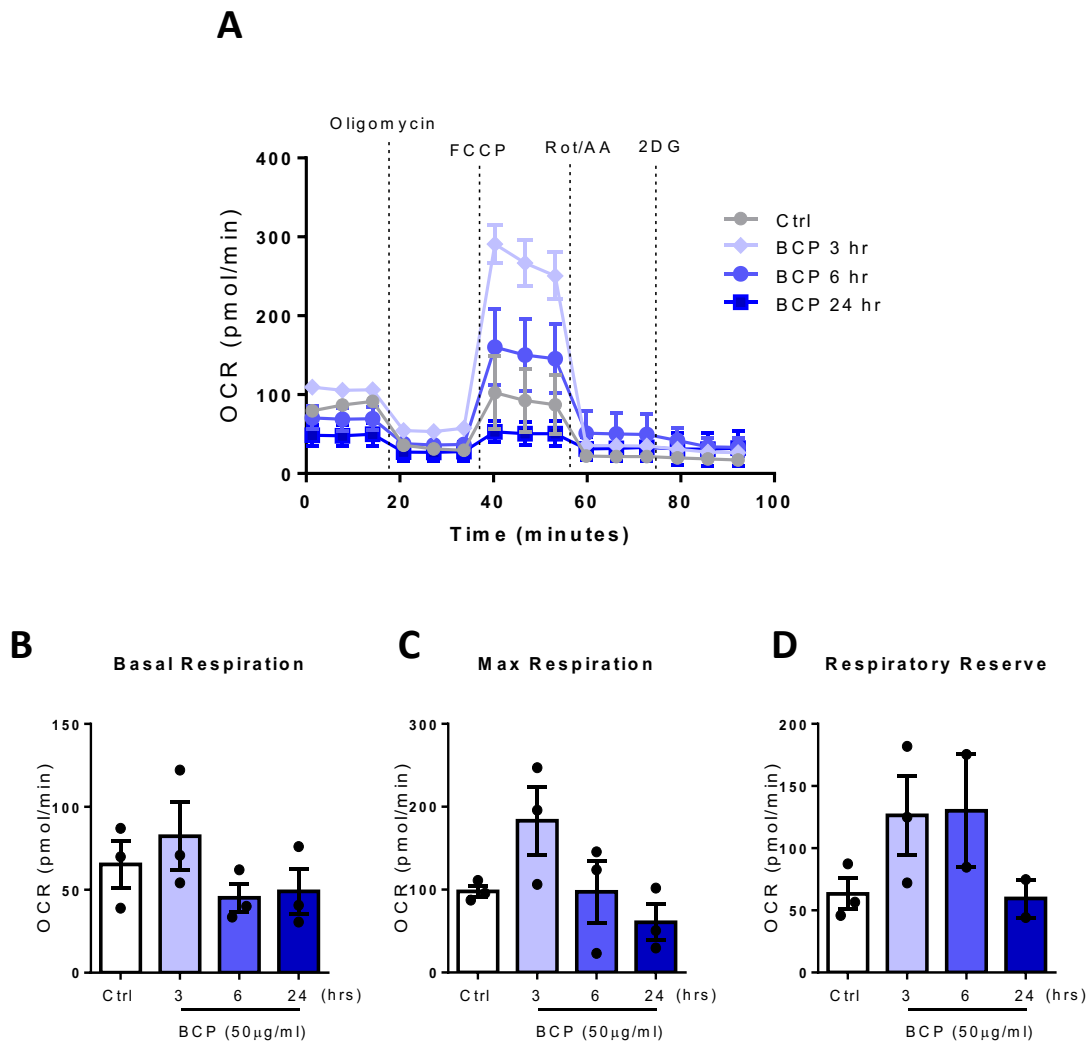 A
Oligomycin
FCCP
Rot/AA
2DG
400
300
200
100
0
OCR (pmol/min)
0 20 40 60 80 100
Time (minutes)
Ctrl
BCP 3 hr
BCP 6 hr
BCP 24 hr
B
Basal Respiration
150
100
50
0
OCR (pmol/min)
Ctrl 3 6 24 (hrs)
BCP (50µg/ml)
C
Max Respiration
300
200
100
0
OCR (pmol/min)
Ctrl 3 6 24 (hrs)
BCP (50µg/ml)
D
Respiratory Reserve
200
150
100
50
0
OCR (pmol/min)
Ctrl 3 6 24 (hrs)
BCP (50µg/ml)